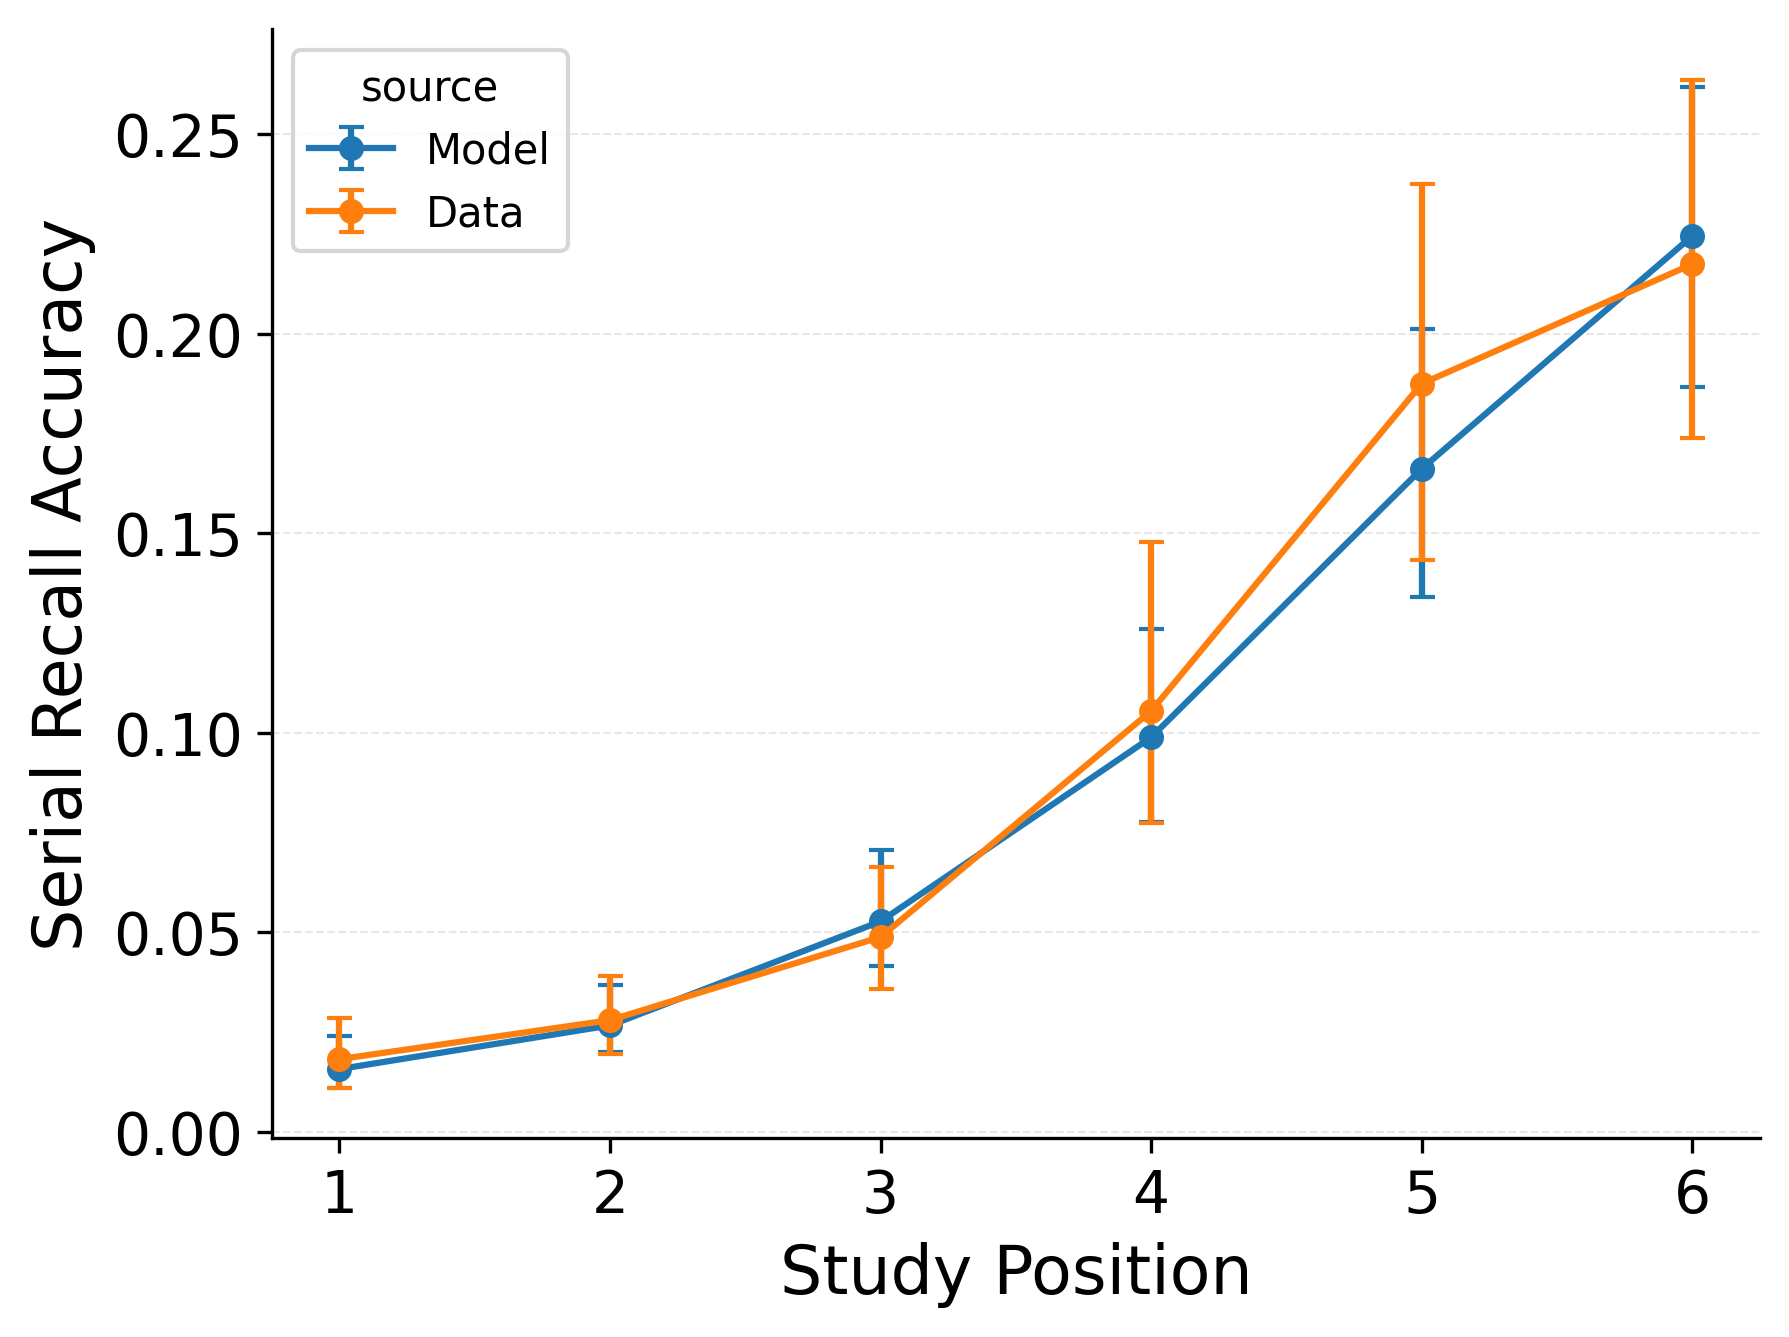 source
Model
Data
Serial Recall Accuracy
0.25
0.20
0.15
0.10
0.05
0.00
1 2 3 4 5 6
Study Position